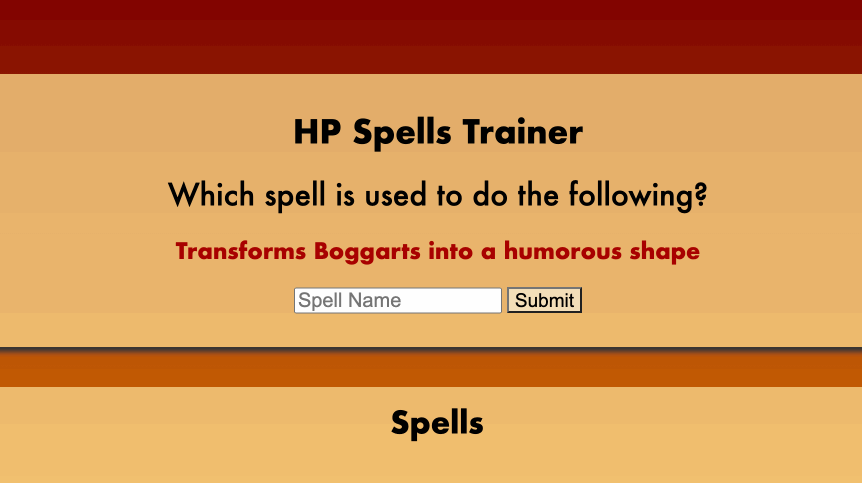 HP Spells Trainer
Which spell is used to do the following?
Transforms Boggarts into a humorous shape
Spell Name Submit
Spells